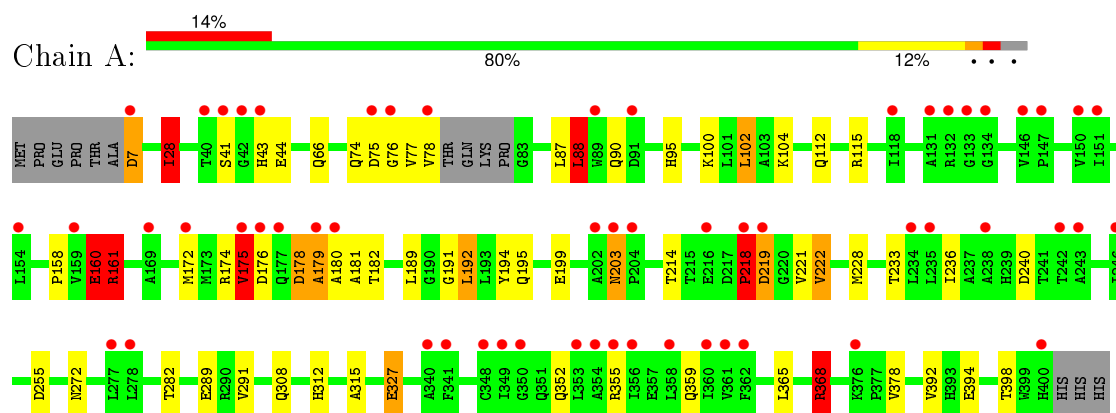 14%
Chain A:
80% 12% • • •
MET PRO GLU PRO THR ALA D7 I28 T40 S41 G42 H43 E44 Q66 Q74 D75 G76 V77 V78 THR GLN LYS PRO G83 L87 L88 W89 Q90 D91 H95 K100 L101 L102 A103 K104 Q112 R115 I118 A131 R132 G133 G134 V146 P147 V150 I151
L154 P158 V159 E160 R161 A169 M172 M173 R174 V175 D176 Q177 D178 A179 A180 A181 T182 L189 G190 G191 L192 L193 Y194 Q195 E199 A202 N203 P204 T214 T215 E216 D217 P218 D219 G220 V221 V222 M228 T233 L234 L235 I236 A237 A238 H239 D240 T241 T242 A243
D255 N272 L277 L278 T282 E289 R290 V291 Q308 H312 A315 E327 A340 F341 C348 I349 G350 Q351 Q352 L353 A354 R355 I356 E357 L358 Q359 I360 V361 F362 L365 R368 K376 P377 V378 V392 H393 E394 T398 W399 H400 HIS HIS HIS